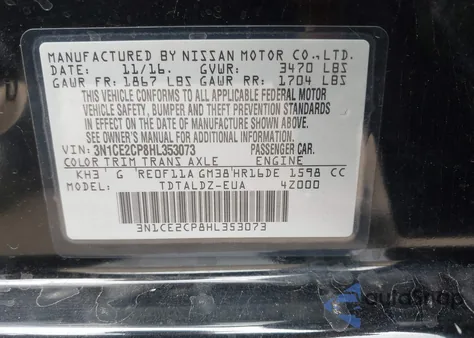 MANUFACTURED BY NISSAN MOTOR CO.,LTD.
DATE: 11/16. GVWR: 3470 LBS
GAWR FR: 1867 LBS GAWR RR: 1704 LBS
THIS VEHICLE CONFORMS TO ALL APPLICABLE FEDERAL MOTOR
VEHICLE SAFETY, BUMPER AND THEFT PREVENTION STANDARDS
IN EFFECT ON THE DATE OF MANUFACTURE SHOWN ABOVE.
SEE OWNER'S MANUAL FOR ADDITIONAL INFORMATION.
VIN: 3N1CE2CP8HL353073 PASSENGER CAR.
COLOR TRIM TRANS AXLE ENGINE
KH3 G RE0F11A GM38 HR16DE 1598 CC
MODEL: TDTALDZ-EUA 4Z000
3N1CE2CP8HL353073
AutoSnap